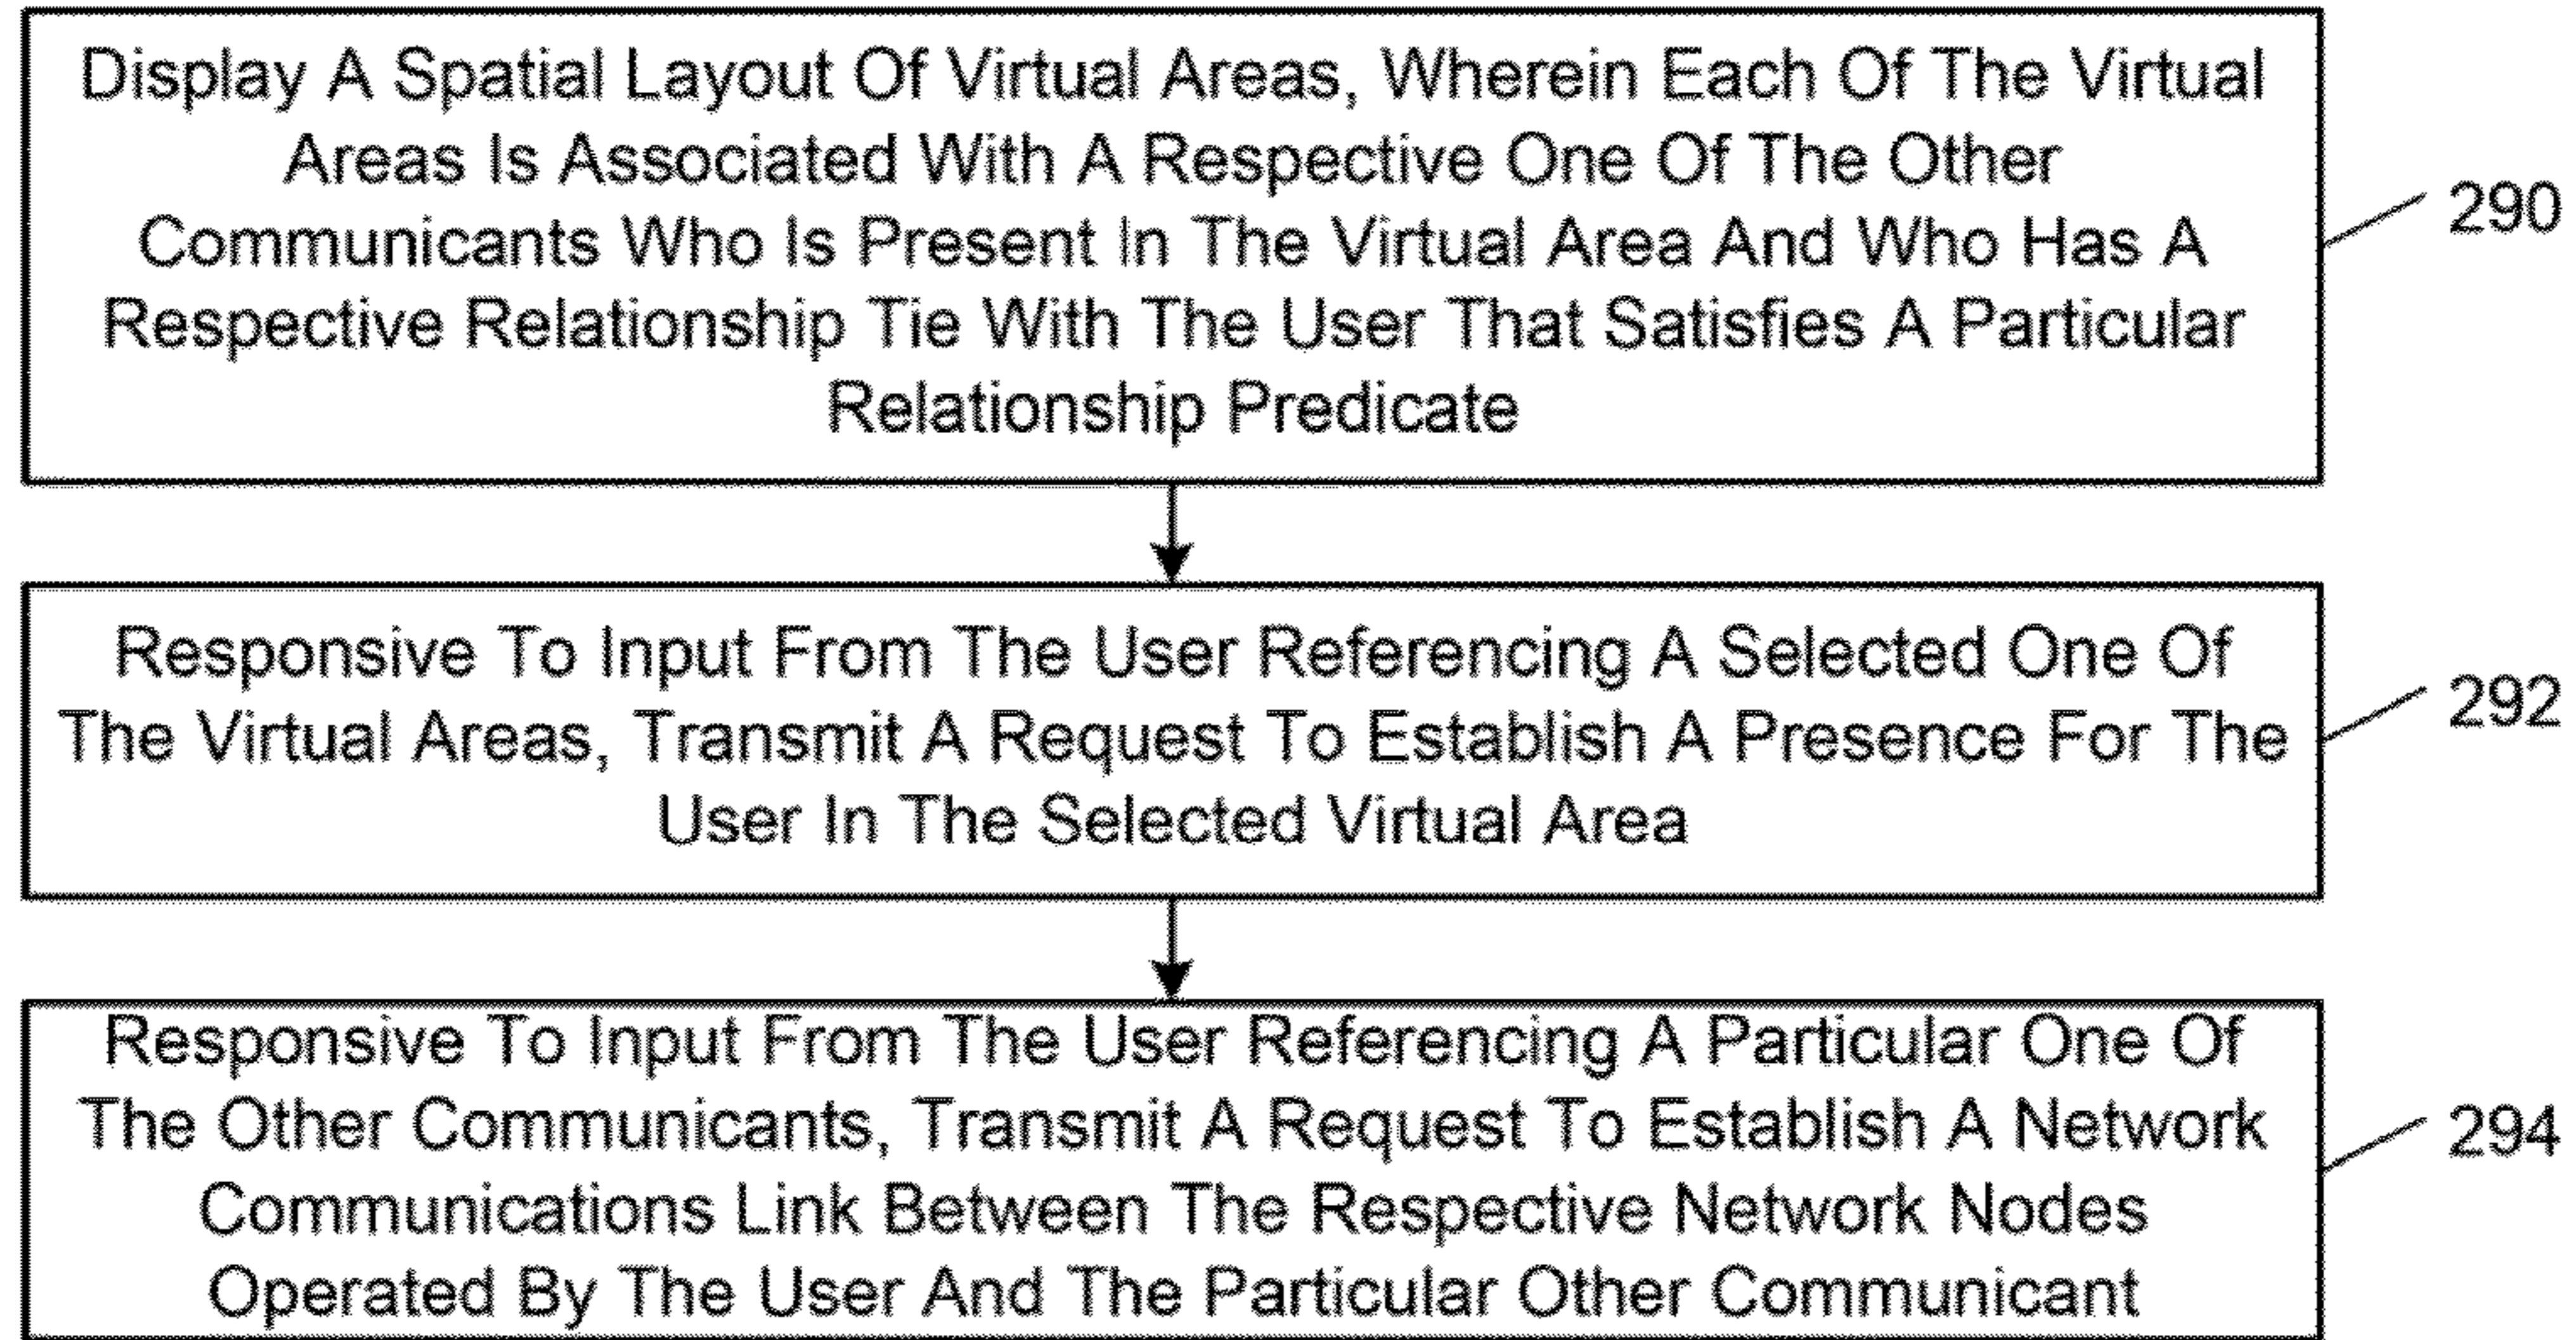 Display A Spatial Layout Of Virtual Areas, Wherein Each Of The Virtual
Areas Is Associated With A Respective One Of The Other
Communicants Who Is Present In The Virtual Area And Who Has A
Respective Relationship Tie With The User That Satisfies A Particular
Relationship Predicate
290
Responsive To Input From The User Referencing A Selected One Of
The Virtual Areas, Transmit A Request To Establish A Presence For The
User In The Selected Virtual Area
292
Responsive To Input From The User Referencing A Particular One Of
The Other Communicants, Transmit A Request To Establish A Network
Communications Link Between The Respective Network Nodes
Operated By The User And The Particular Other Communicant
294